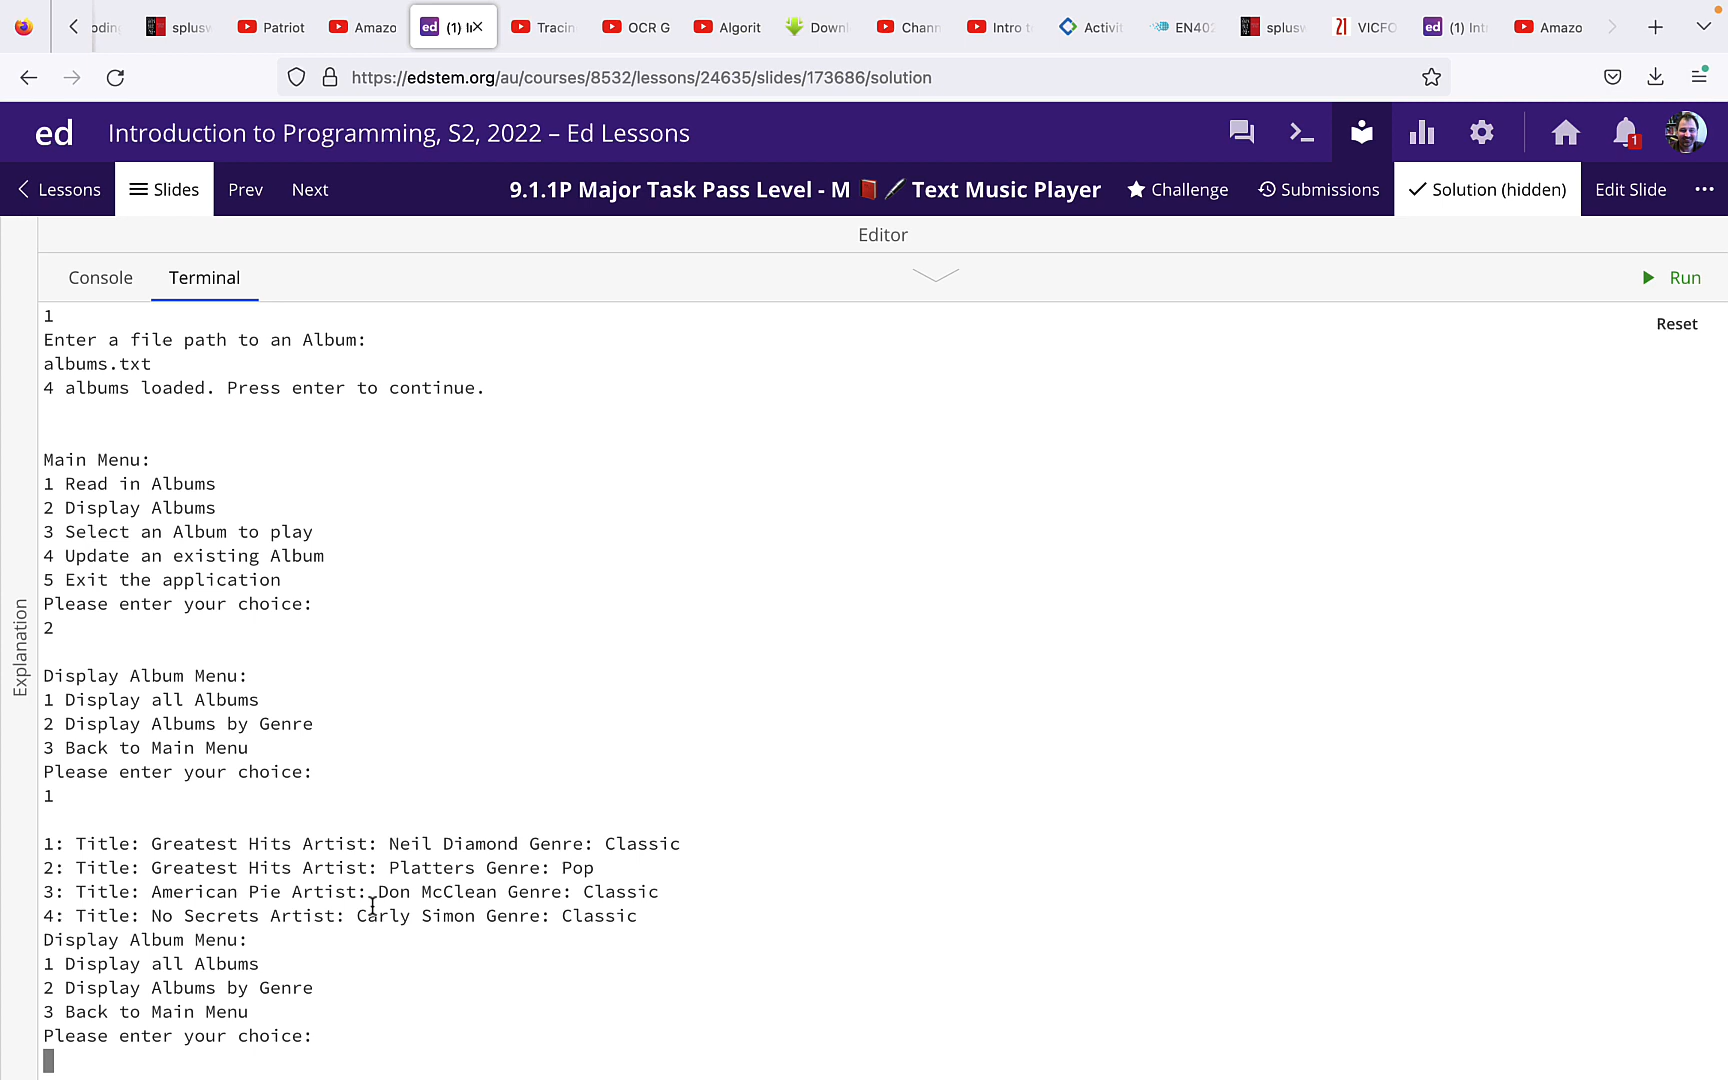 oding
splusw
Patriot
Amazo
(1) I
Tracin
OCR G
Algorit
Down
Chann
Intro t
Activi
EN40
splusw
VICFO
(1) Int
Amazo
https://edstem.org/au/courses/8532/lessons/24635/slides/173686/solution
ed Introduction to Programming, S2, 2022 – Ed Lessons
1
Lessons Slides Prev Next 9.1.1P Major Task Pass Level - M Text Music Player Challenge Submissions Solution (hidden) Edit Slide
Editor
Console Terminal Run
Reset
Explanation
1
Enter a file path to an Album:
albums.txt
4 albums loaded. Press enter to continue.
Main Menu:
1 Read in Albums
2 Display Albums
3 Select an Album to play
4 Update an existing Album
5 Exit the application
Please enter your choice:
2
Display Album Menu:
1 Display all Albums
2 Display Albums by Genre
3 Back to Main Menu
Please enter your choice:
1
1: Title: Greatest Hits Artist: Neil Diamond Genre: Classic
2: Title: Greatest Hits Artist: Platters Genre: Pop
3: Title: American Pie Artist: Don McClean Genre: Classic
4: Title: No Secrets Artist: Carly Simon Genre: Classic
Display Album Menu:
1 Display all Albums
2 Display Albums by Genre
3 Back to Main Menu
Please enter your choice: